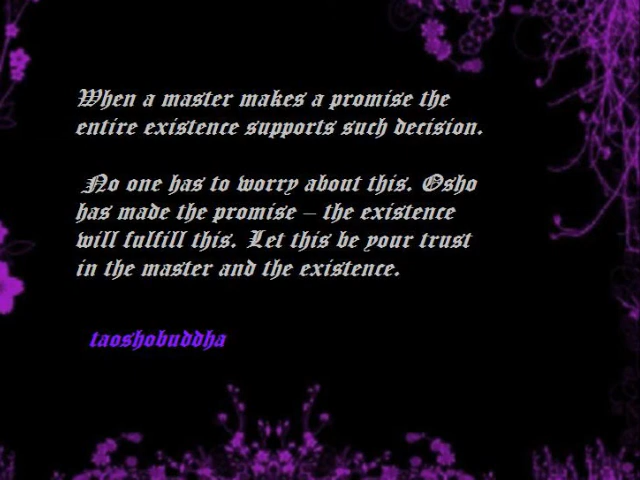 When a master makes a promise the
entire existence supports such decision.
No one has to worry about this. Osho
has made the promise – the existence
will fulfill this. Let this be your trust
in the master and the existence.
taoshobuddha